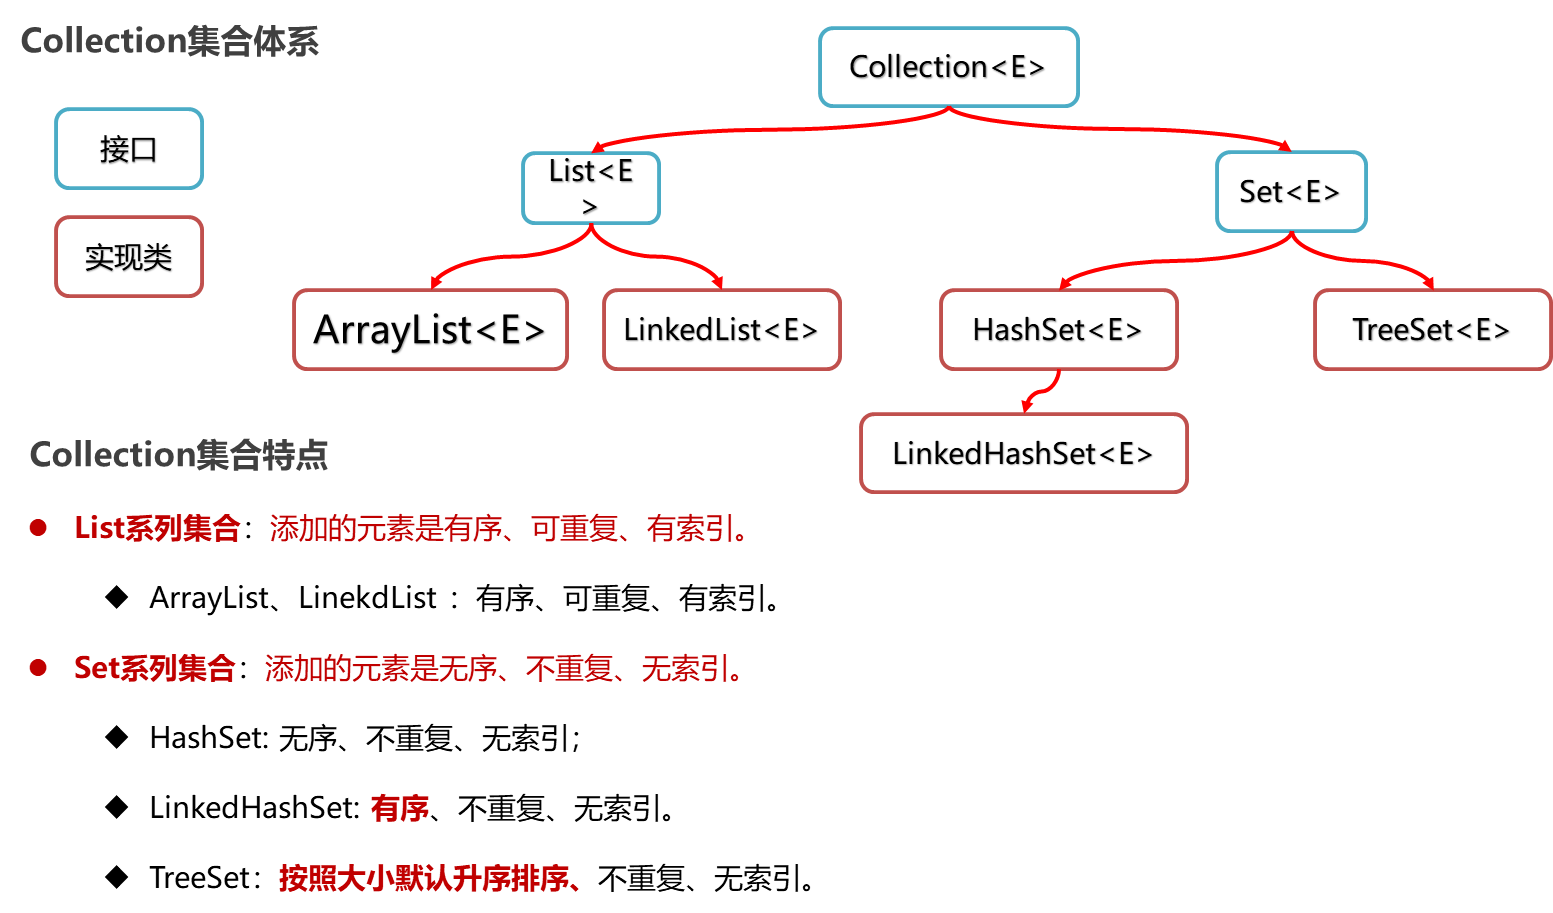 Collection集合体系
Collection<E>
接口
List<E
>
Set<E>
实现类
ArrayList<E>
LinkedList<E>
HashSet<E>
TreeSet<E>
LinkedHashSet<E>
Collection集合特点
List系列集合：添加的元素是有序、可重复、有索引。
ArrayList、LinekdList ：有序、可重复、有索引。
Set系列集合：添加的元素是无序、不重复、无索引。
HashSet: 无序、不重复、无索引；
LinkedHashSet: 有序、不重复、无索引。
TreeSet：按照大小默认升序排序、不重复、无索引。